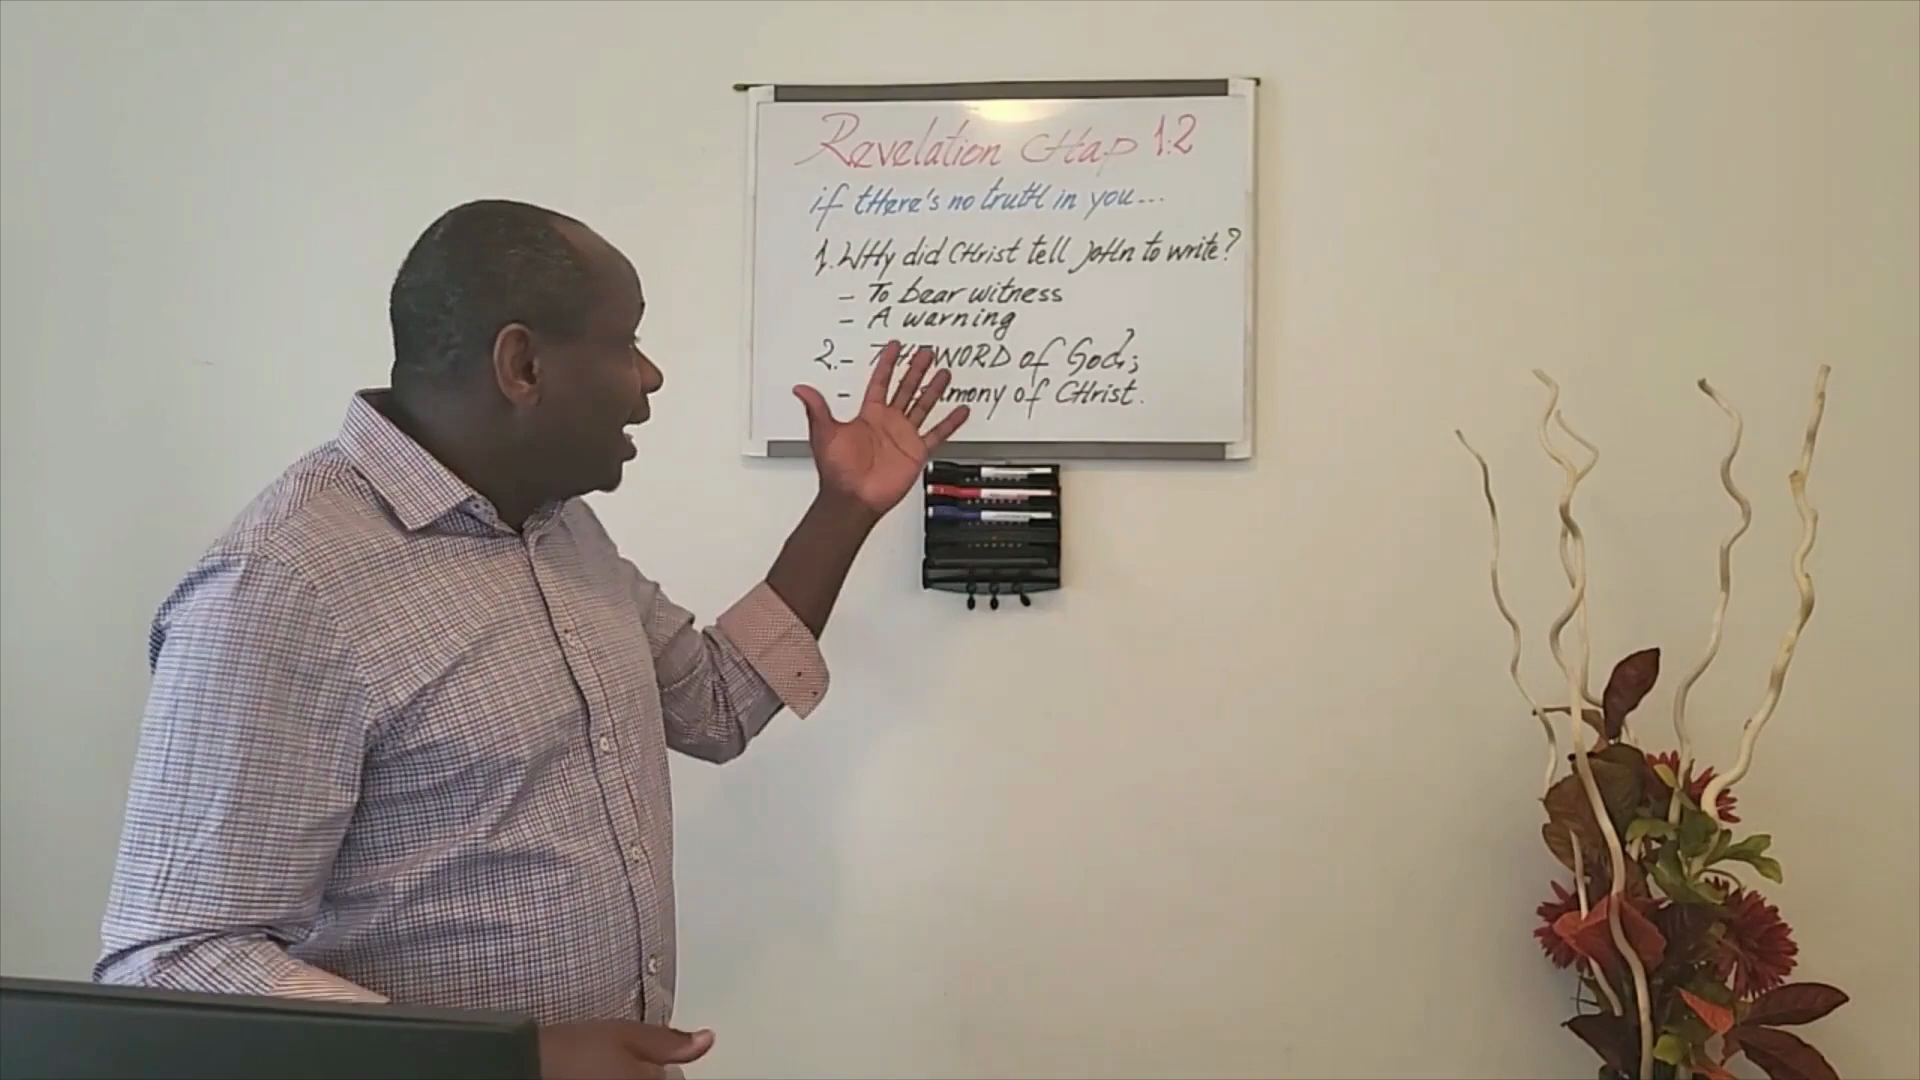 Revelation CHap 1:2
if tHere's no trutH in you...
1. WHy did CHrist tell JoHn to write?
- To bear witness
- A warning
2. - THE WORD of God;
- of CHrist.